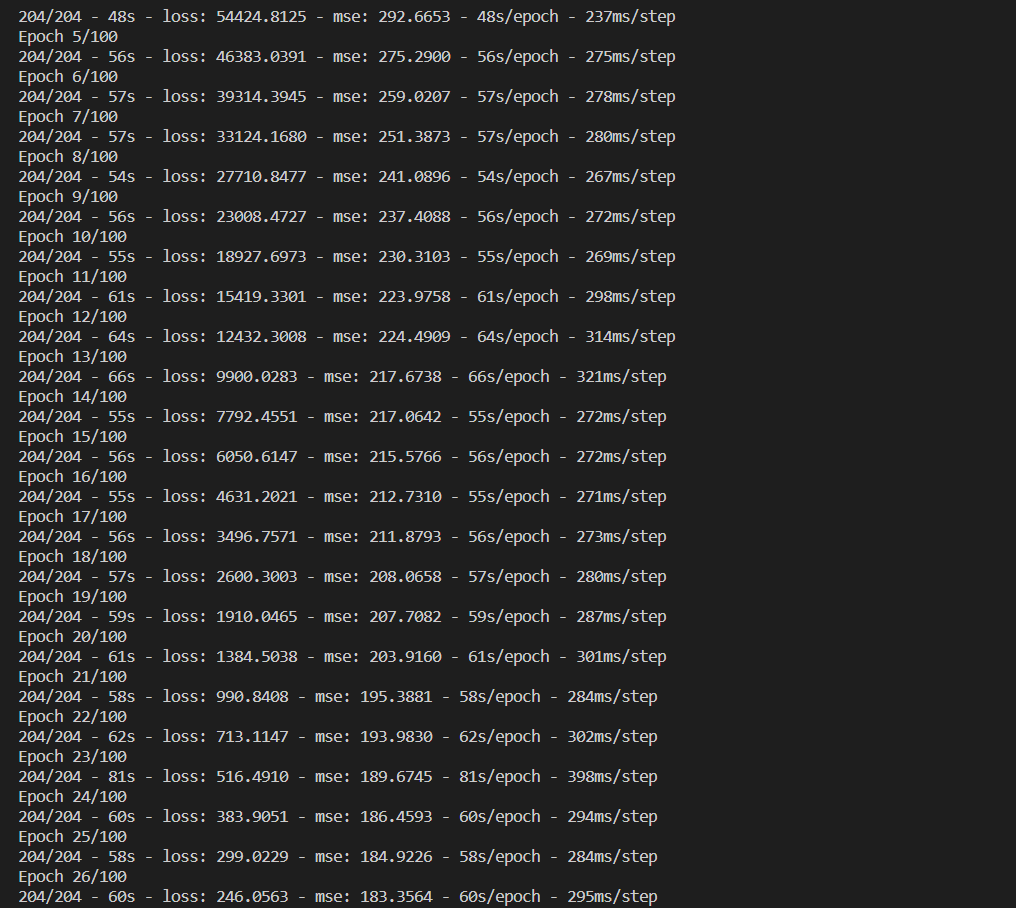 204/204 - 48s - loss: 54424.8125 - mse: 292.6653 - 48s/epoch - 237ms/step
Epoch 5/100
204/204 - 56s - loss: 46383.0391 - mse: 275.2900 - 56s/epoch - 275ms/step
Epoch 6/100
204/204 - 57s - loss: 39314.3945 - mse: 259.0207 - 57s/epoch - 278ms/step
Epoch 7/100
204/204 - 57s - loss: 33124.1680 - mse: 251.3873 - 57s/epoch - 280ms/step
Epoch 8/100
204/204 - 54s - loss: 27710.8477 - mse: 241.0896 - 54s/epoch - 267ms/step
Epoch 9/100
204/204 - 56s - loss: 23008.4727 - mse: 237.4088 - 56s/epoch - 272ms/step
Epoch 10/100
204/204 - 55s - loss: 18927.6973 - mse: 230.3103 - 55s/epoch - 269ms/step
Epoch 11/100
204/204 - 61s - loss: 15419.3301 - mse: 223.9758 - 61s/epoch - 298ms/step
Epoch 12/100
204/204 - 64s - loss: 12432.3008 - mse: 224.4909 - 64s/epoch - 314ms/step
Epoch 13/100
204/204 - 66s - loss: 9900.0283 - mse: 217.6738 - 66s/epoch - 321ms/step
Epoch 14/100
204/204 - 55s - loss: 7792.4551 - mse: 217.0642 - 55s/epoch - 272ms/step
Epoch 15/100
204/204 - 56s - loss: 6050.6147 - mse: 215.5766 - 56s/epoch - 272ms/step
Epoch 16/100
204/204 - 55s - loss: 4631.2021 - mse: 212.7310 - 55s/epoch - 271ms/step
Epoch 17/100
204/204 - 56s - loss: 3496.7571 - mse: 211.8793 - 56s/epoch - 273ms/step
Epoch 18/100
204/204 - 57s - loss: 2600.3003 - mse: 208.0658 - 57s/epoch - 280ms/step
Epoch 19/100
204/204 - 59s - loss: 1910.0465 - mse: 207.7082 - 59s/epoch - 287ms/step
Epoch 20/100
204/204 - 61s - loss: 1384.5038 - mse: 203.9160 - 61s/epoch - 301ms/step
Epoch 21/100
204/204 - 58s - loss: 990.8408 - mse: 195.3881 - 58s/epoch - 284ms/step
Epoch 22/100
204/204 - 62s - loss: 713.1147 - mse: 193.9830 - 62s/epoch - 302ms/step
Epoch 23/100
204/204 - 81s - loss: 516.4910 - mse: 189.6745 - 81s/epoch - 398ms/step
Epoch 24/100
204/204 - 60s - loss: 383.9051 - mse: 186.4593 - 60s/epoch - 294ms/step
Epoch 25/100
204/204 - 58s - loss: 299.0229 - mse: 184.9226 - 58s/epoch - 284ms/step
Epoch 26/100
204/204 - 60s - loss: 246.0563 - mse: 183.3564 - 60s/epoch - 295ms/step